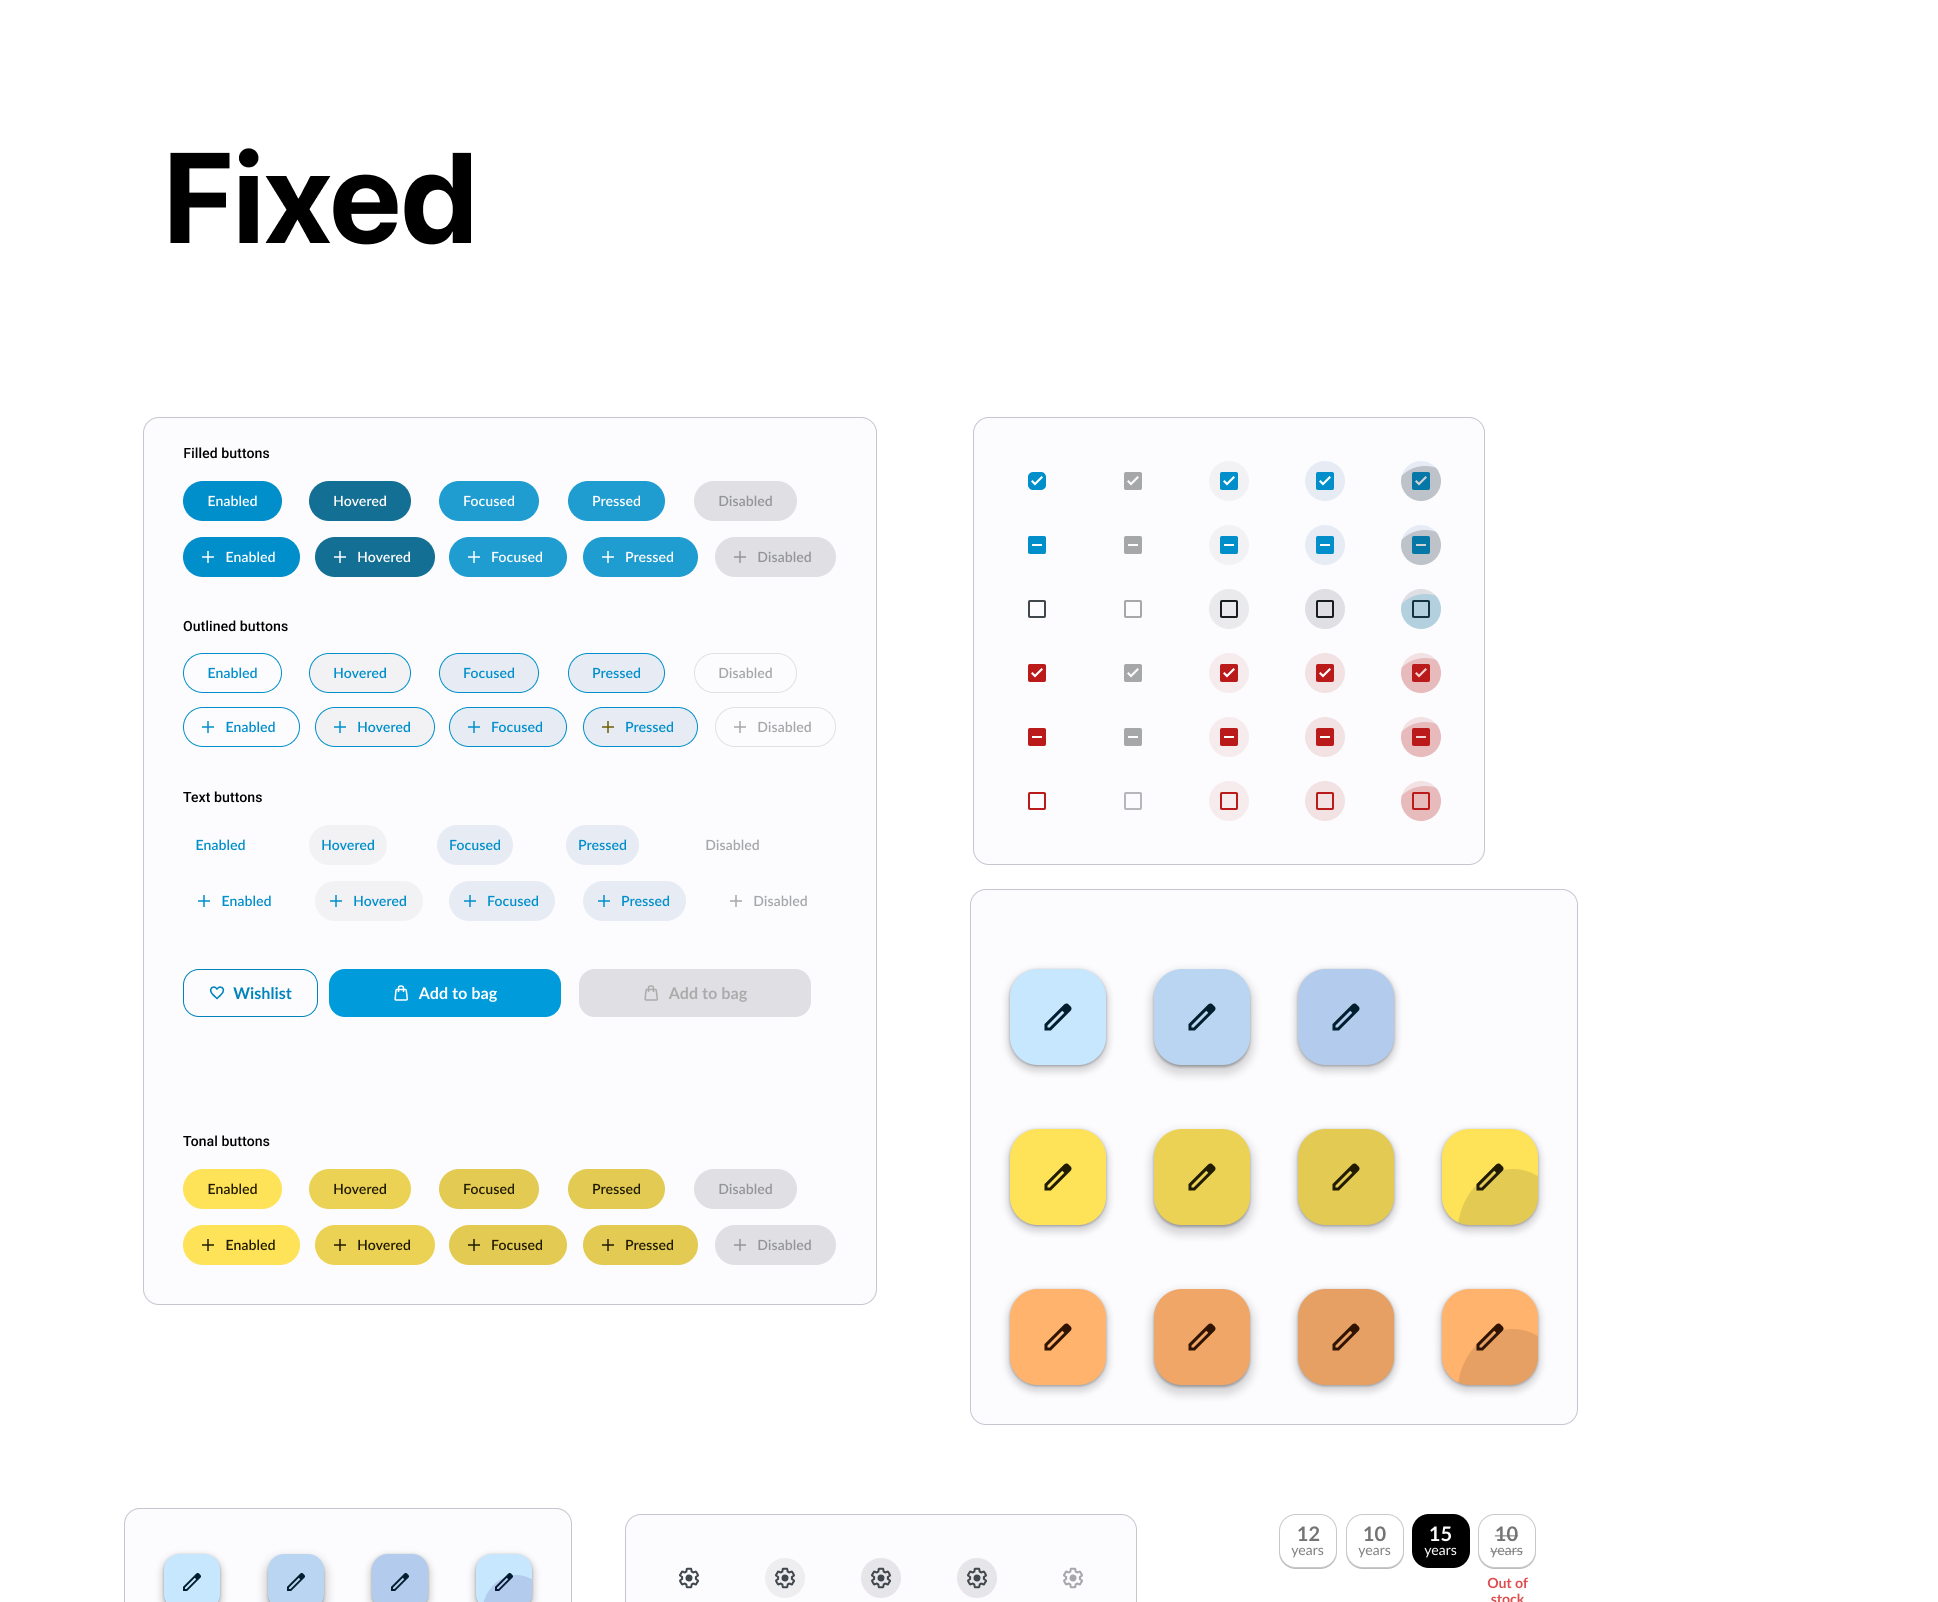 Fixed
Filled buttons
Enabled Hovered Focused Pressed Disabled
Enabled Hovered Focused Pressed Disabled
Outlined buttons
Enabled Hovered Focused Pressed Disabled
Enabled Hovered Focused Pressed Disabled
Text buttons
Enabled Hovered Focused Pressed Disabled
Enabled Hovered Focused Pressed Disabled
Wishlist Add to bag Add to bag
Tonal buttons
Enabled Hovered Focused Pressed Disabled
Enabled Hovered Focused Pressed Disabled
12 10 15 10
years years years years
Out of
stock